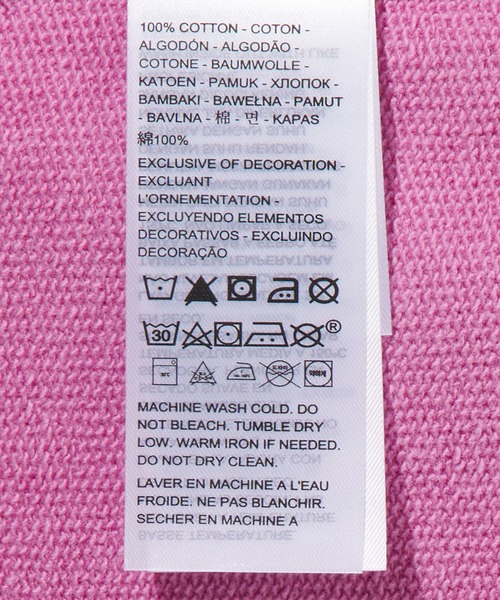 100% COTTON - COTON -
ALGODÓN - ALGODÃO -
COTONE - BAUMWOLLE -
KATOEN - PAMUK - ХЛОПОК -
BAMBAKI - BAWEŁNA - PAMUT
- BAVLNA - 棉 - 면 - KAPAS
綿100%
EXCLUSIVE OF DECORATION -
EXCLUANT
L'ORNEMENTATION -
EXCLUYENDO ELEMENTOS
DECORATIVOS - EXCLUINDO
DECORAÇÃO
30 ®
MACHINE WASH COLD. DO
NOT BLEACH. TUMBLE DRY
LOW. WARM IRON IF NEEDED.
DO NOT DRY CLEAN.
LAVER EN MACHINE A L'EAU
FROIDE. NE PAS BLANCHIR.
SECHER EN MACHINE A